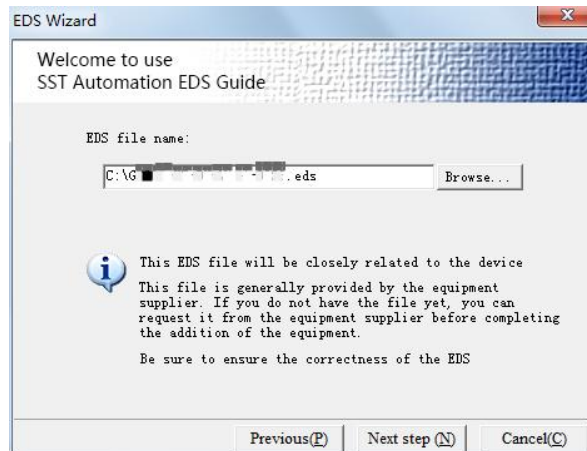 EDS Wizard
Welcome to use
SST Automation EDS Guide
EDS file name:
C:\G .eds
Browse...
This EDS file will be closely related to the device
This file is generally provided by the equipment
supplier. If you do not have the file yet, you can
request it from the equipment supplier before completing
the addition of the equipment.
Be sure to ensure the correctness of the EDS
Previous(P)
Next step (N)
Cancel(C)